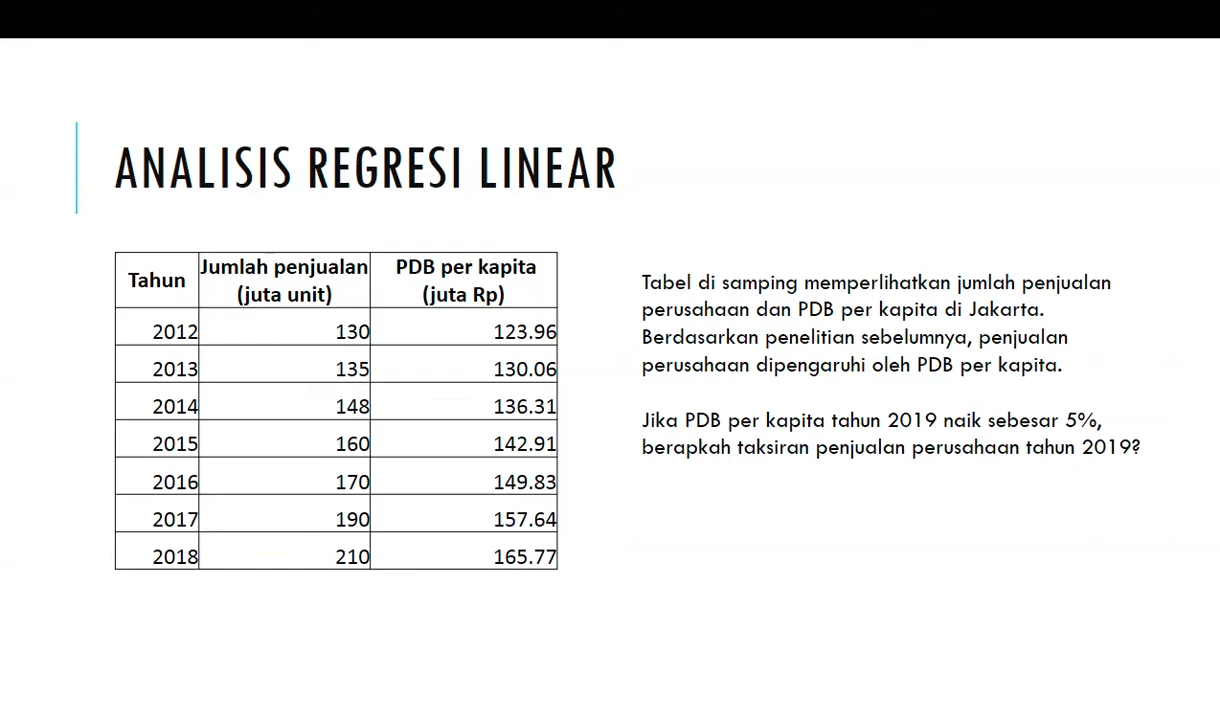 ANALISIS REGRESI LINEAR
Tahun Jumlah penjualan (juta unit) PDB per kapita (juta Rp)
2012 130 123.96
2013 135 130.06
2014 148 136.31
2015 160 142.91
2016 170 149.83
2017 190 157.64
2018 210 165.77
Tabel di samping memperlihatkan jumlah penjualan
perusahaan dan PDB per kapita di Jakarta.
Berdasarkan penelitian sebelumnya, penjualan
perusahaan dipengaruhi oleh PDB per kapita.
Jika PDB per kapita tahun 2019 naik sebesar 5%,
berapkah taksiran penjualan perusahaan tahun 2019?